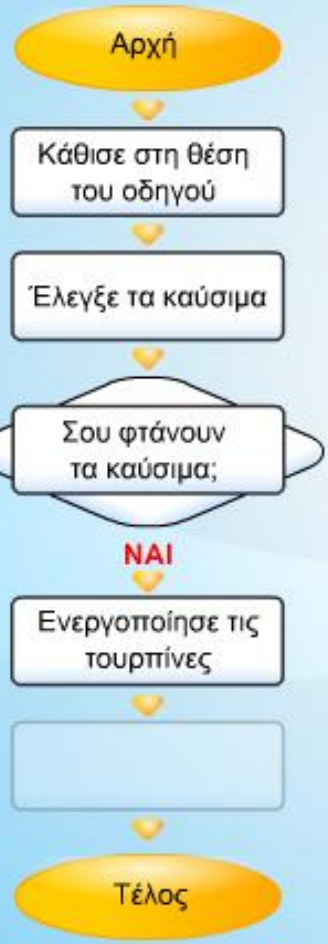 Αρχή
Κάθισε στη θέση
του οδηγού
Έλεγξε τα καύσιμα
Σου φτάνουν
τα καύσιμα;
ΝΑΙ
Ενεργοποίησε τις
τουρπίνες
Τέλος